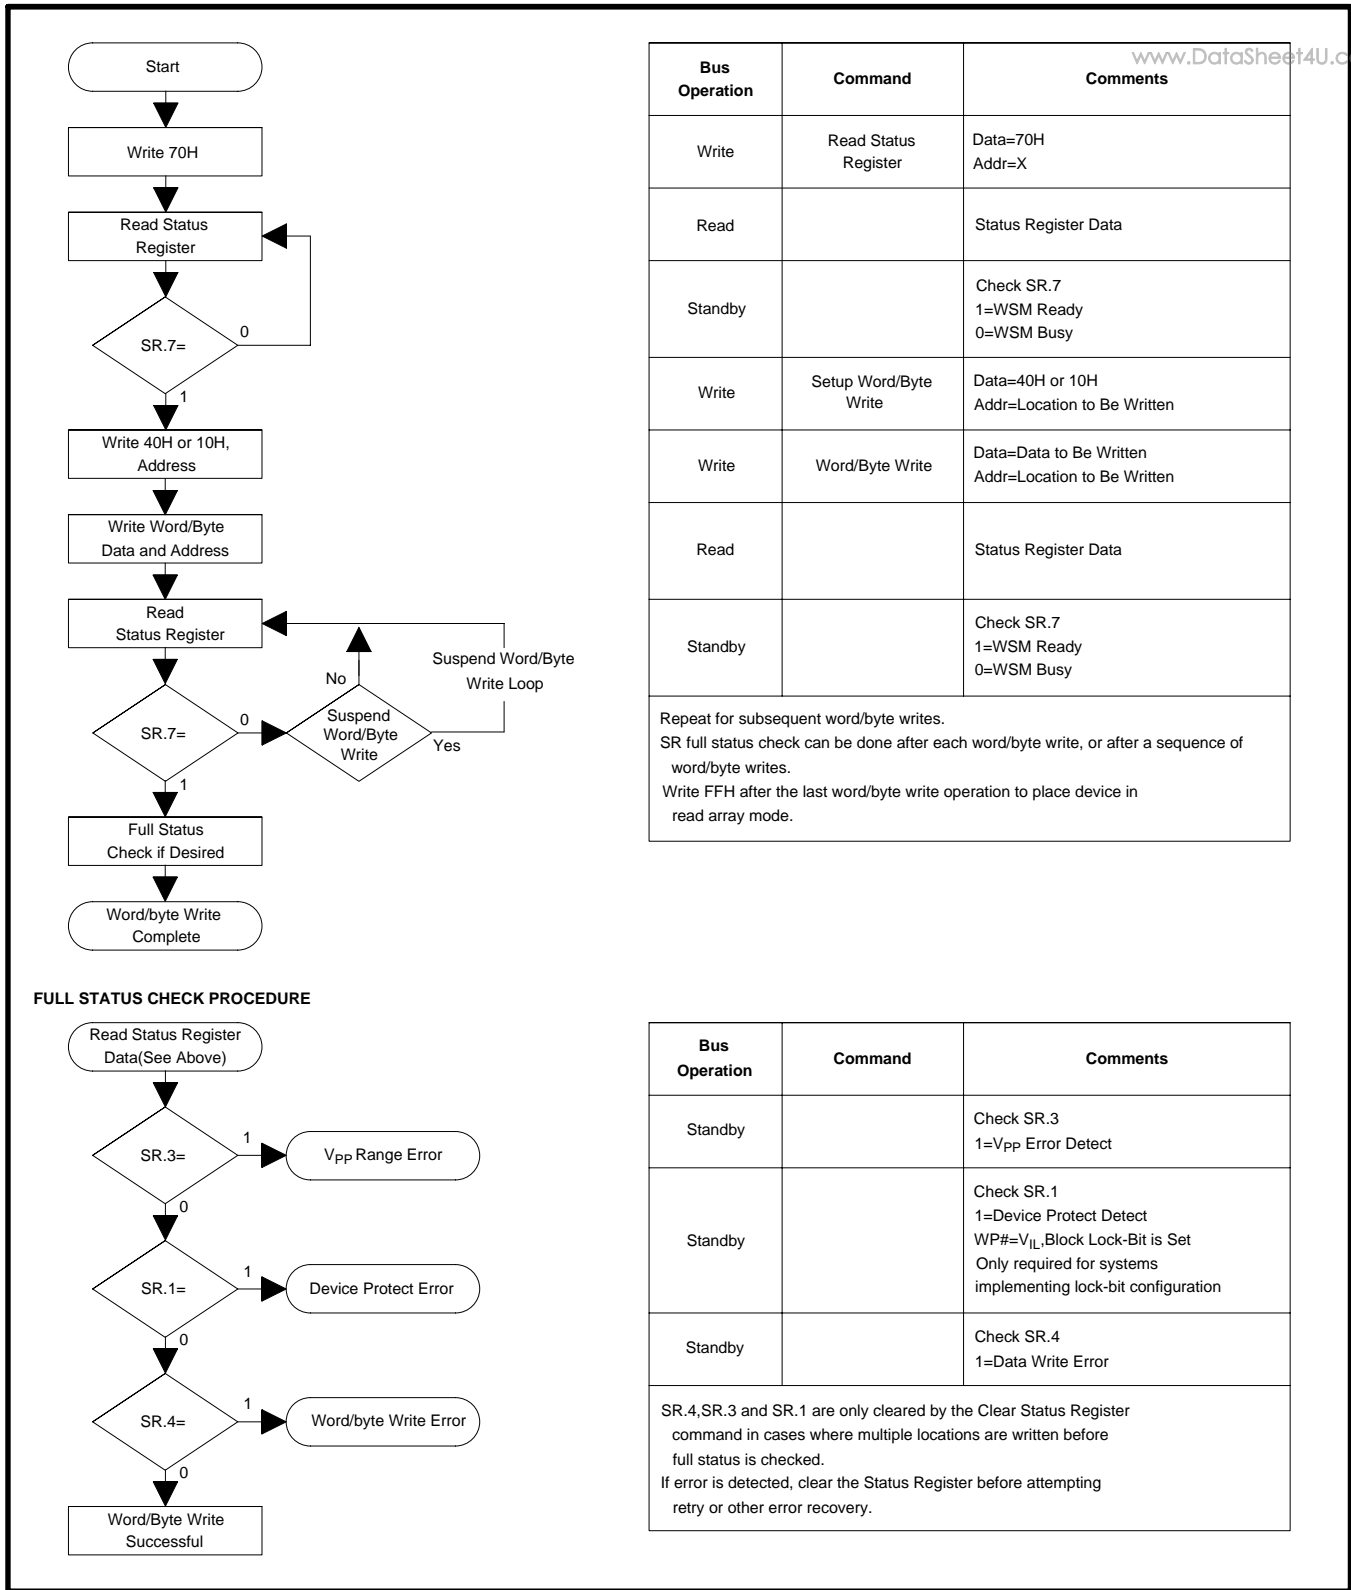 www.DataSheet4U.co
Start
Write 70H
Read Status
Register
SR.7=
0
1
Write 40H or 10H,
Address
Write Word/Byte
Data and Address
Read
Status Register
SR.7=
0
1
Suspend
Word/Byte
Write
No
Yes
Suspend Word/Byte
Write Loop
Full Status
Check if Desired
Word/byte Write
Complete
Bus
Operation
Command
Comments
Write
Read Status
Register
Data=70H
Addr=X
Read
Status Register Data
Standby
Check SR.7
1=WSM Ready
0=WSM Busy
Write
Setup Word/Byte
Write
Data=40H or 10H
Addr=Location to Be Written
Write
Word/Byte Write
Data=Data to Be Written
Addr=Location to Be Written
Read
Status Register Data
Standby
Check SR.7
1=WSM Ready
0=WSM Busy
Repeat for subsequent word/byte writes.
SR full status check can be done after each word/byte write, or after a sequence of
word/byte writes.
Write FFH after the last word/byte write operation to place device in
read array mode.
FULL STATUS CHECK PROCEDURE
Read Status Register
Data(See Above)
SR.3=
1
VPP Range Error
0
SR.1=
1
Device Protect Error
0
SR.4=
1
Word/byte Write Error
0
Word/Byte Write
Successful
Bus
Operation
Command
Comments
Standby
Check SR.3
1=VPP Error Detect
Standby
Check SR.1
1=Device Protect Detect
WP#=VIL,Block Lock-Bit is Set
Only required for systems
implementing lock-bit configuration
Standby
Check SR.4
1=Data Write Error
SR.4,SR.3 and SR.1 are only cleared by the Clear Status Register
command in cases where multiple locations are written before
full status is checked.
If error is detected, clear the Status Register before attempting
retry or other error recovery.